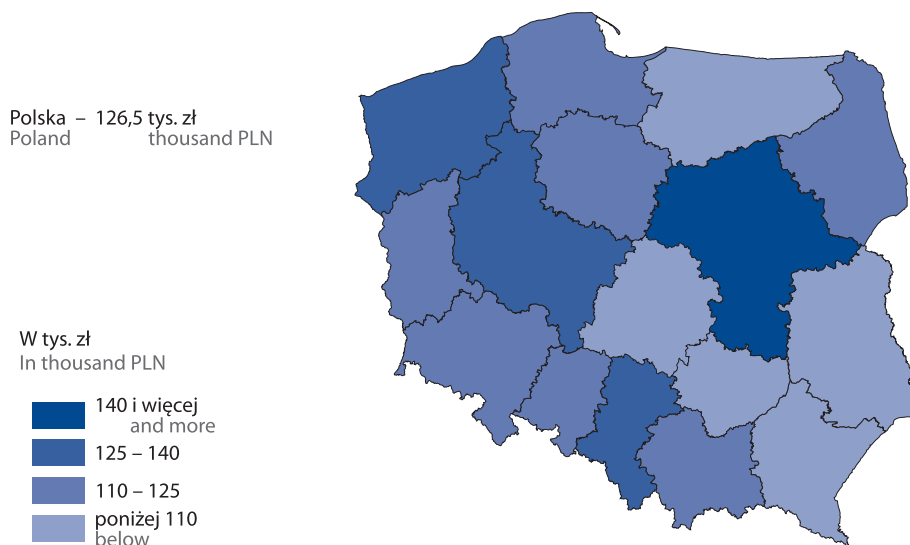 Polska – 126,5 tys. zł
Poland thousand PLN
W tys. zł
In thousand PLN
140 i więcej
and more
125 – 140
110 – 125
poniżej 110
below